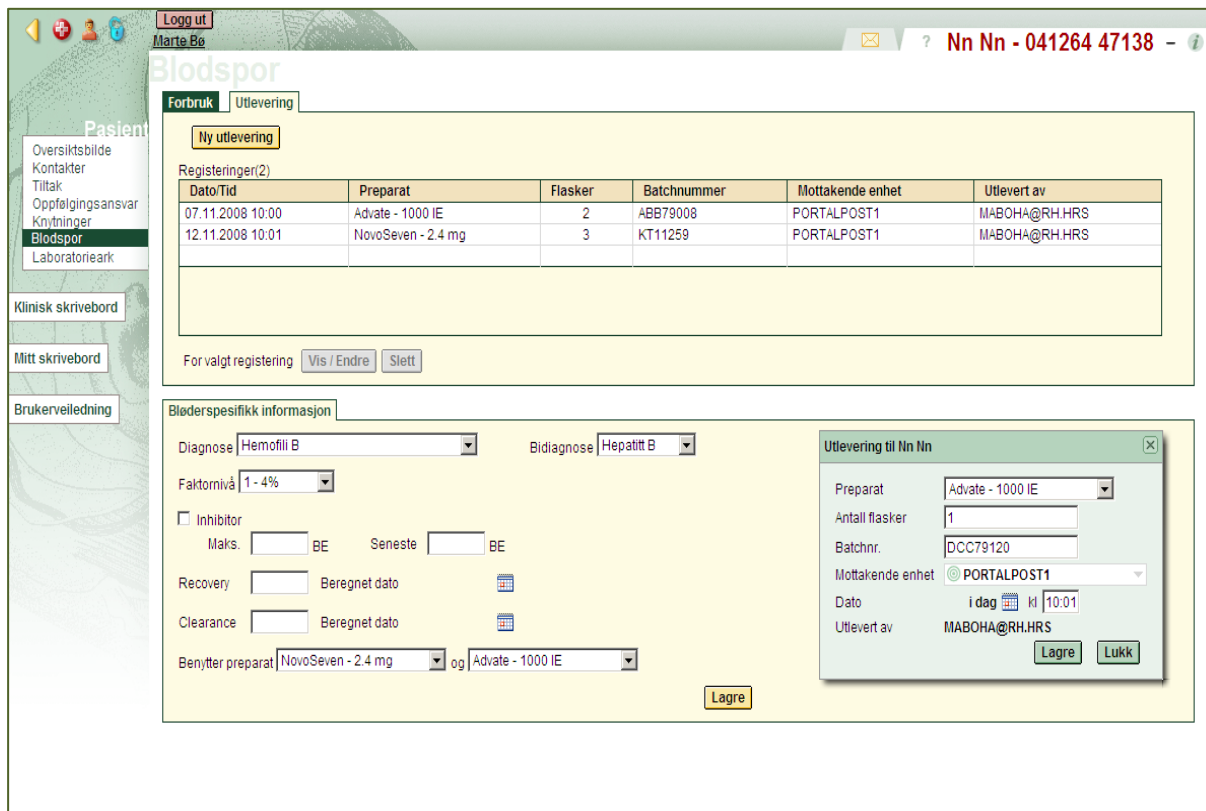 Logg ut
Marte Bø
? Nn Nn - 041264 47138 - i
Blodspor
Forbruk Utlevering
Pasient
Oversiktsbilde
Kontakter
Tiltak
Oppfølgingsansvar
Knytninger
Blodspor
Laboratorieark
Klinisk skrivebord
Mitt skrivebord
Brukerveiledning
Ny utlevering
Registeringer(2)
Dato/Tid Preparat Flasker Batchnummer Mottakende enhet Utlevert av
07.11.2008 10:00 Advate - 1000 IE 2 ABB79008 PORTALPOST1 MABOHA@RH.HRS
12.11.2008 10:01 NovoSeven - 2.4 mg 3 KT11259 PORTALPOST1 MABOHA@RH.HRS
For valgt registering Vis / Endre Slett
Bløderspesifikk informasjon
Diagnose Hemofili B Bidiagnose Hepatitt B
Faktornivå 1 - 4%
Inhibitor
Maks. BE Seneste BE
Recovery Beregnet dato
Clearance Beregnet dato
Benytter preparat NovoSeven - 2.4 mg og Advate - 1000 IE
Lagre
Utlevering til Nn Nn
Preparat Advate - 1000 IE
Antall flasker 1
Batchnr. DCC79120
Mottakende enhet PORTALPOST1
Dato i dag kl 10:01
Utlevert av MABOHA@RH.HRS
Lagre Lukk